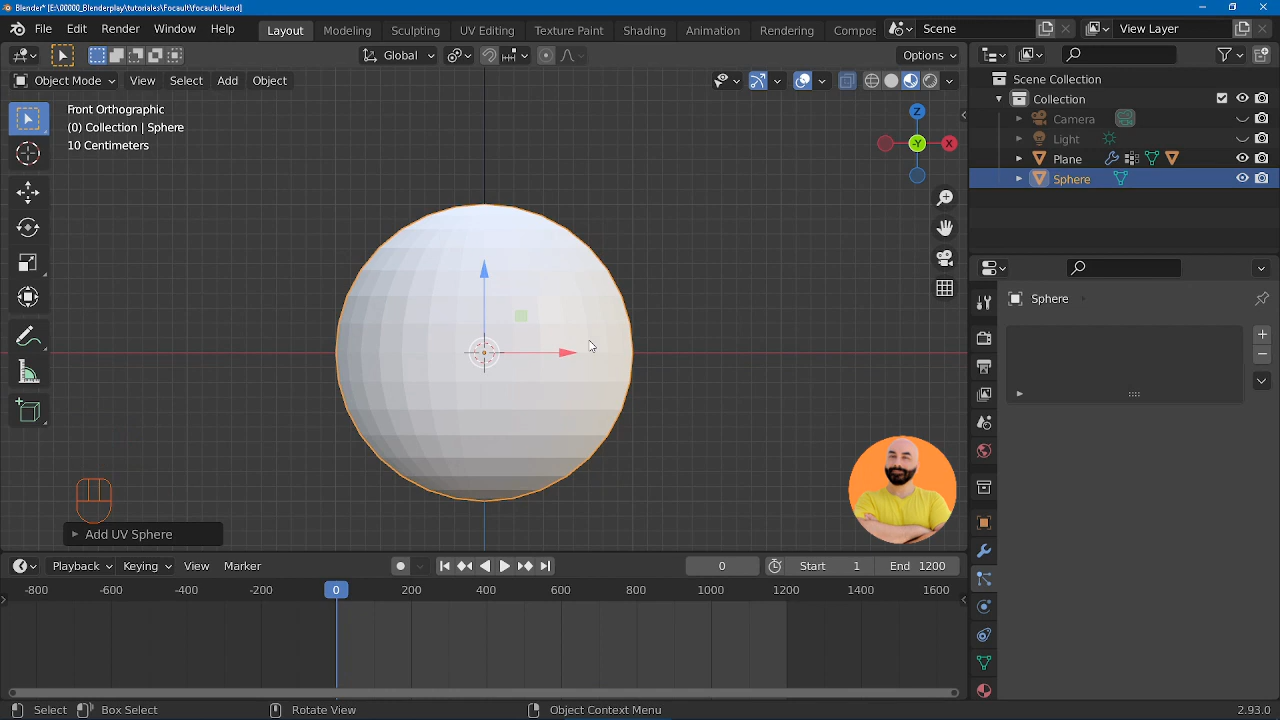 Blender* [E:\00000_Blenderplay\tutoriales\Focault\focault.blend]
File Edit Render Window Help Layout Modeling Sculpting UV Editing Texture Paint Shading Animation Rendering Compos Scene View Layer
Global Options
Object Mode View Select Add Object
Front Orthographic
(0) Collection | Sphere
10 Centimeters
Z
-Y
X
Scene Collection
Collection
Camera
Light
Plane
Sphere
Sphere
Add UV Sphere
Playback Keying View Marker 0 Start 1 End 1200
-800 -600 -400 -200 0 200 400 600 800 1000 1200 1400 1600
Select Box Select Rotate View Object Context Menu 2.93.0